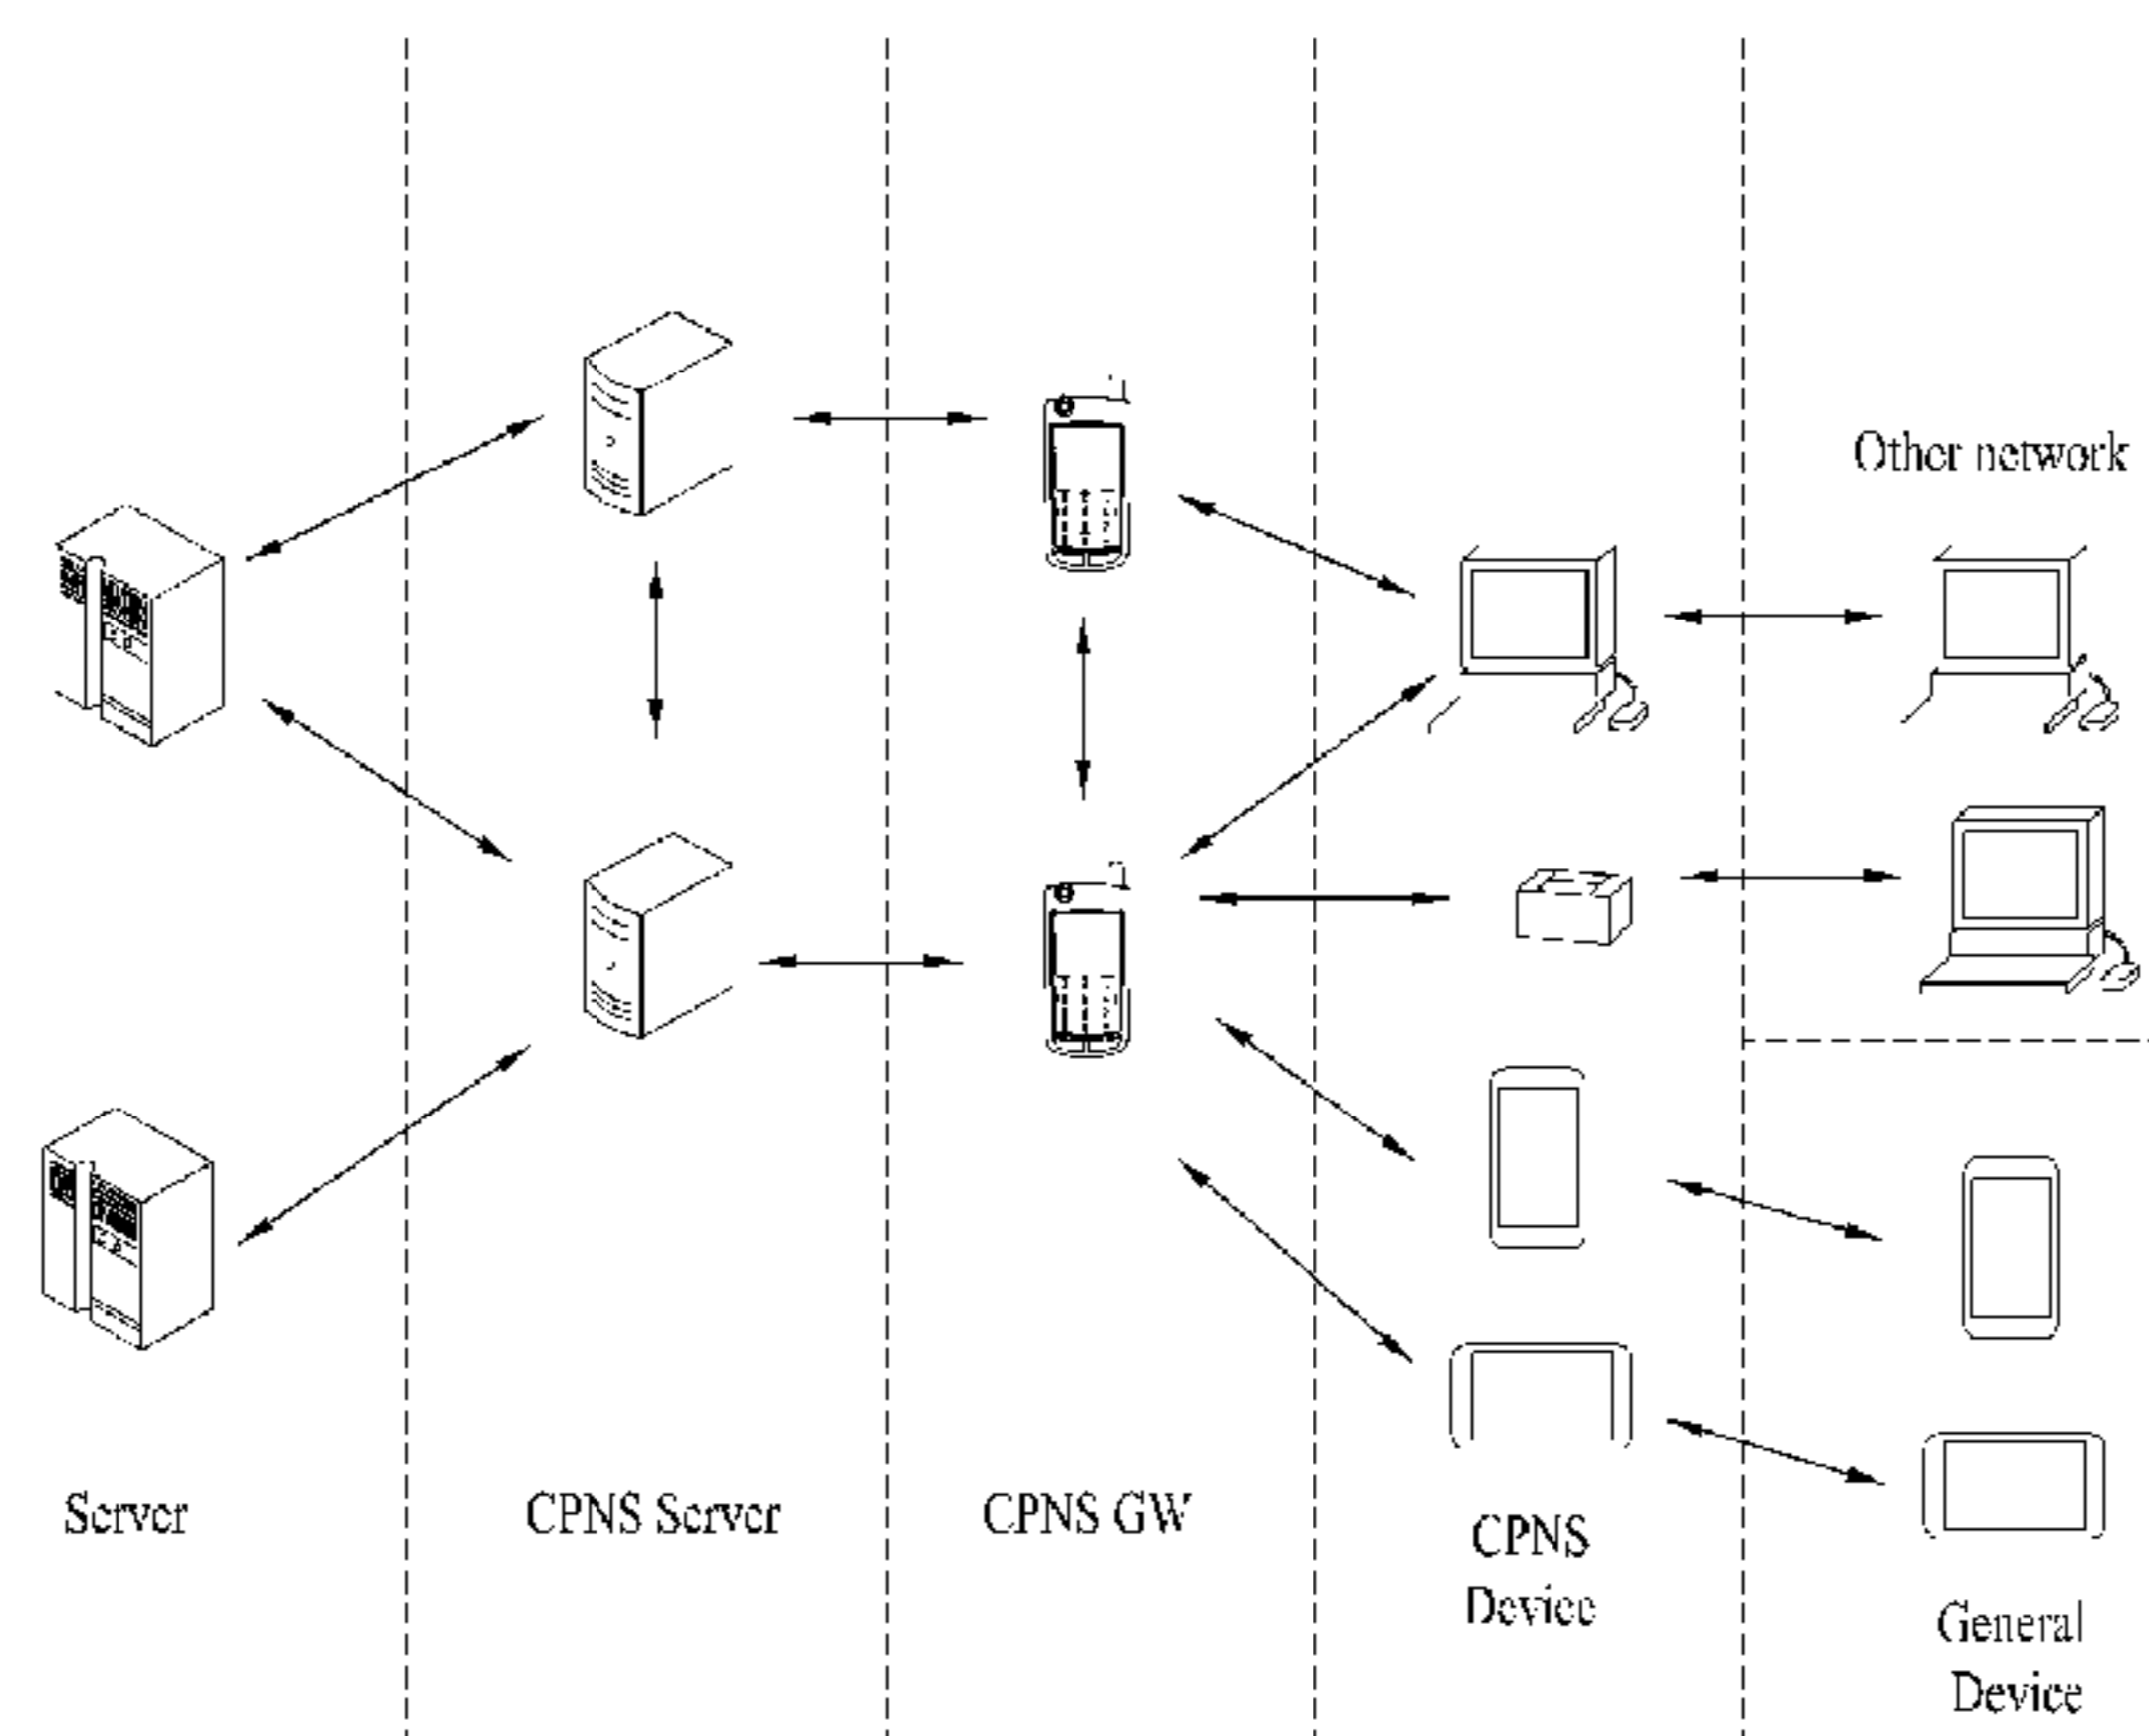 Other network
Server
CPNS Server
CPNS GW
CPNS
Device
General
Device